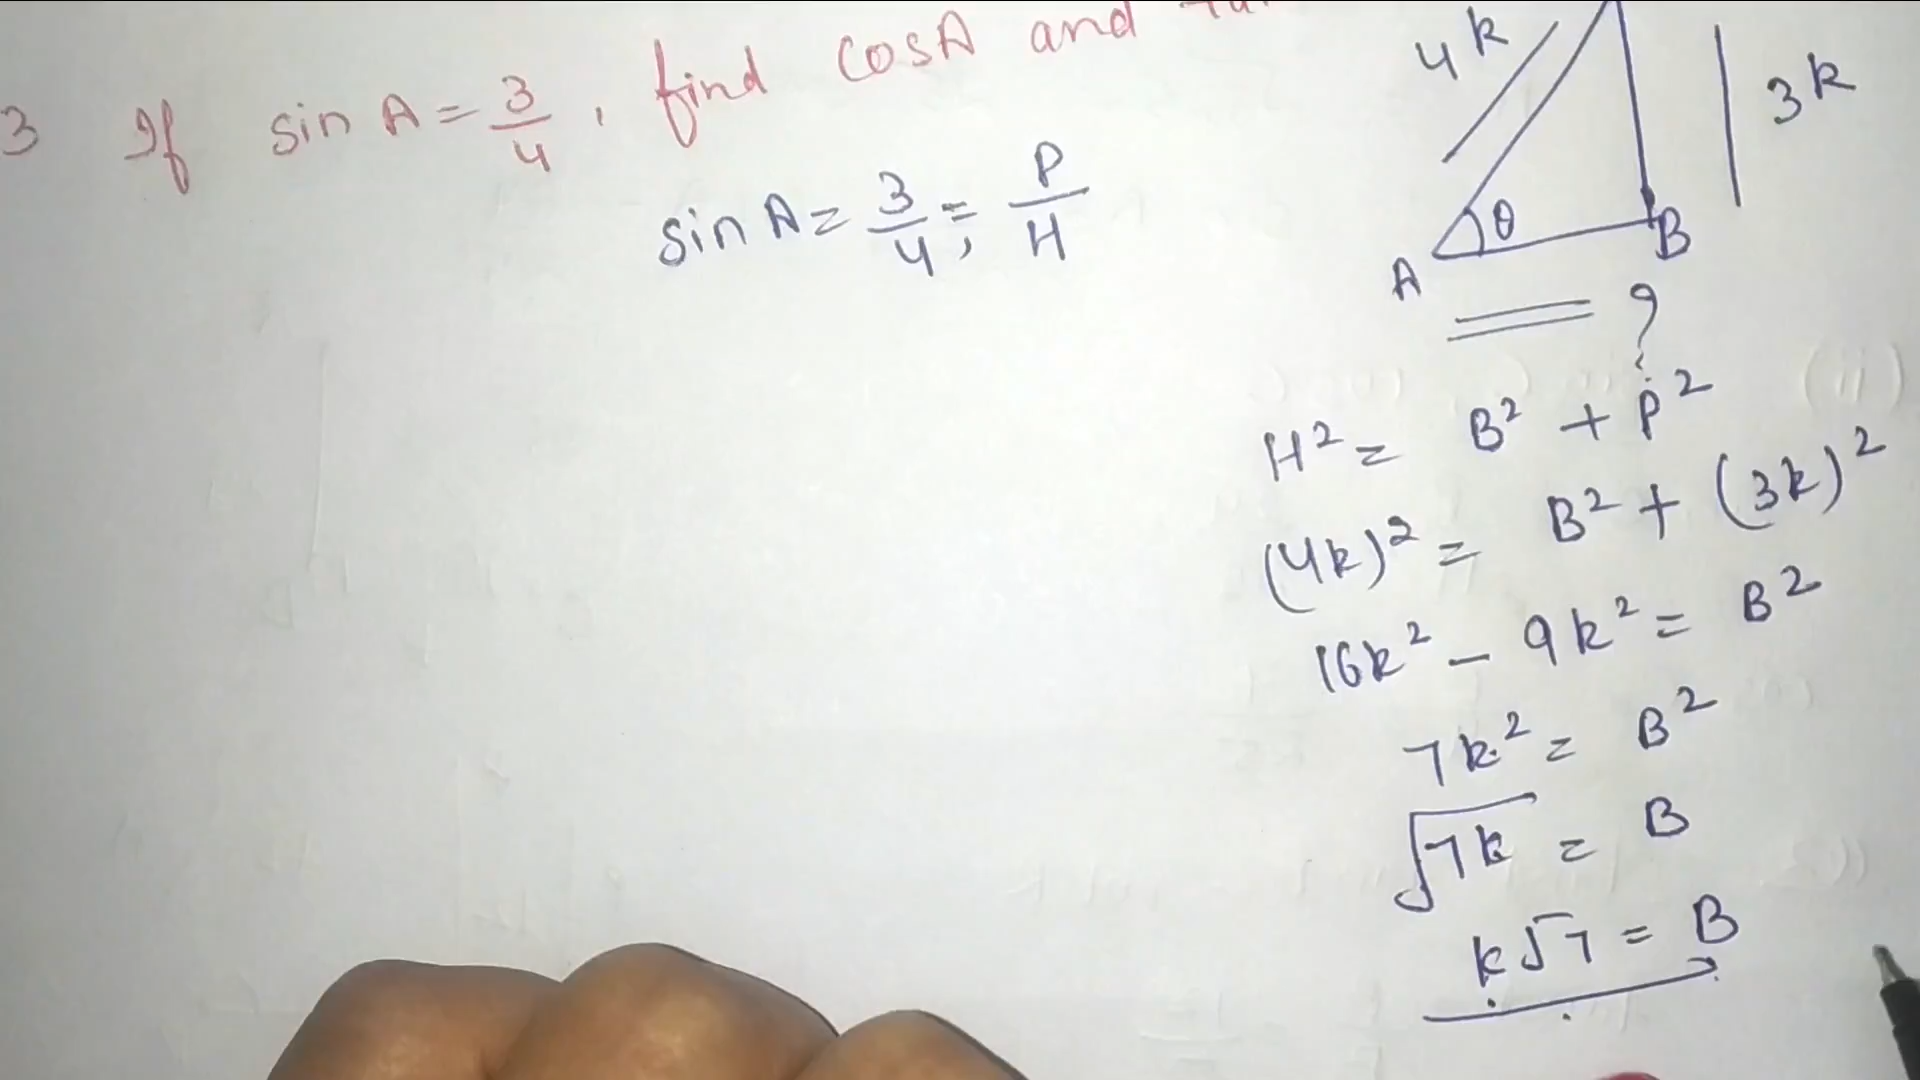 3 If sin A = 3/4 , find cosA and
sin A = 3/4 = P/H
4k
3k
θ
A
B
?
H² = B² + P²
(4k)² = B² + (3k)²
16k² - 9k² = B²
7k² = B²
√7k = B
k√7 = B